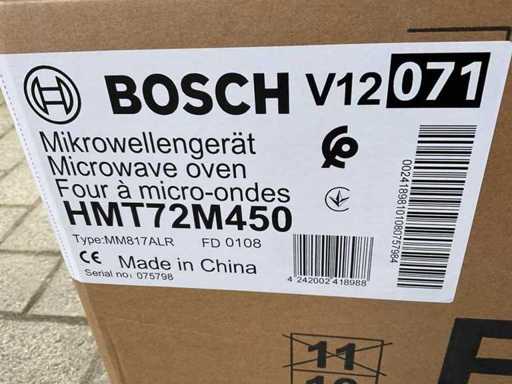 BOSCH V12 071
Mikrowellengerät
Microwave oven
Four à micro-ondes
HMT72M450
Type:MM817ALR FD 0108
CE Made in China
Serial no: 075798
4 242002 418988
00241898101080757984
11